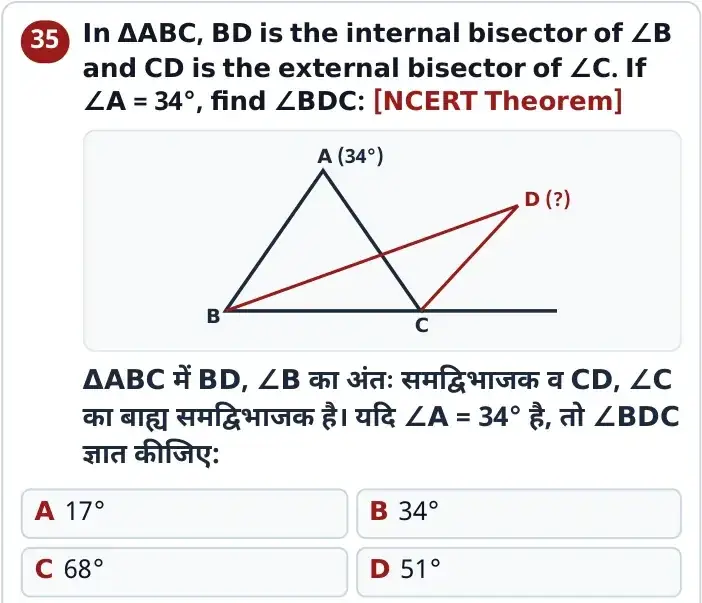 35 In ΔABC, BD is the internal bisector of ∠B
and CD is the external bisector of ∠C. If
∠A = 34°, find ∠BDC: [NCERT Theorem]
A (34°)
D (?)
B
C
ΔABC में BD, ∠B का अंतः समद्विभाजक व CD, ∠C
का बाह्य समद्विभाजक है। यदि ∠A = 34° है, तो ∠BDC
ज्ञात कीजिए:
A 17°
B 34°
C 68°
D 51°